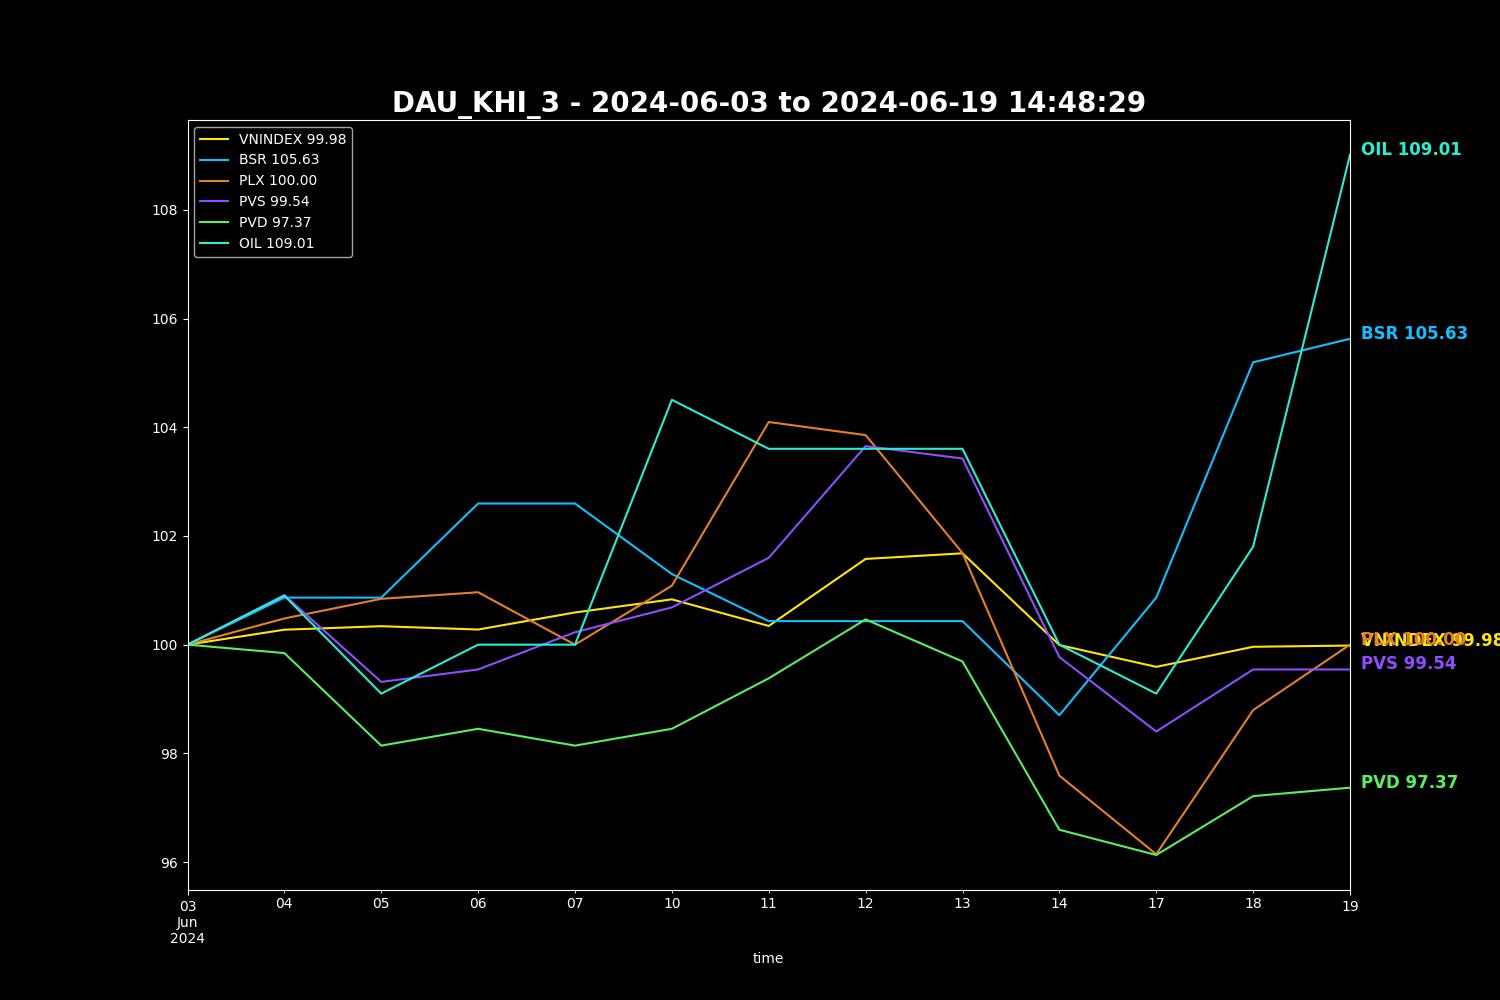 DAU_KHI_3 - 2024-06-03 to 2024-06-19 14:48:29
VNINDEX 99.98
BSR 105.63
PLX 100.00
PVS 99.54
PVD 97.37
OIL 109.01
108
106
104
102
100
98
96
OIL 109.01
BSR 105.63
PLX 100.00
VNINDEX 99.98
PVS 99.54
PVD 97.37
03 04 05 06 07 10 11 12 13 14 17 18 19
Jun
2024
time